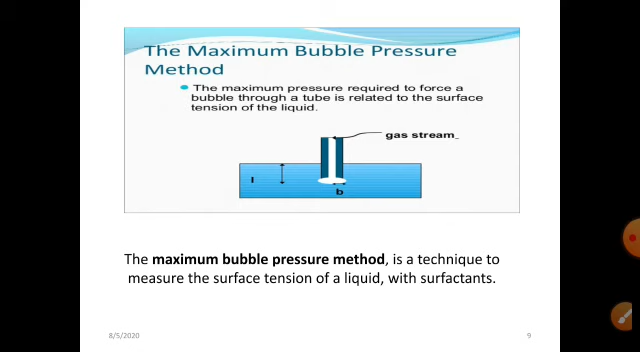 The Maximum Bubble Pressure
Method
The maximum pressure required to force a
bubble through a tube is related to the surface
tension of the liquid.
gas stream_
l
b
The maximum bubble pressure method, is a technique to
measure the surface tension of a liquid, with surfactants.
8/5/2020
9